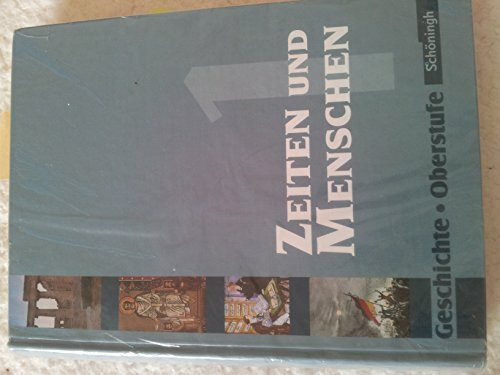 1
ZEITEN UND
MENSCHEN
Geschichte • Oberstufe
Schöningh